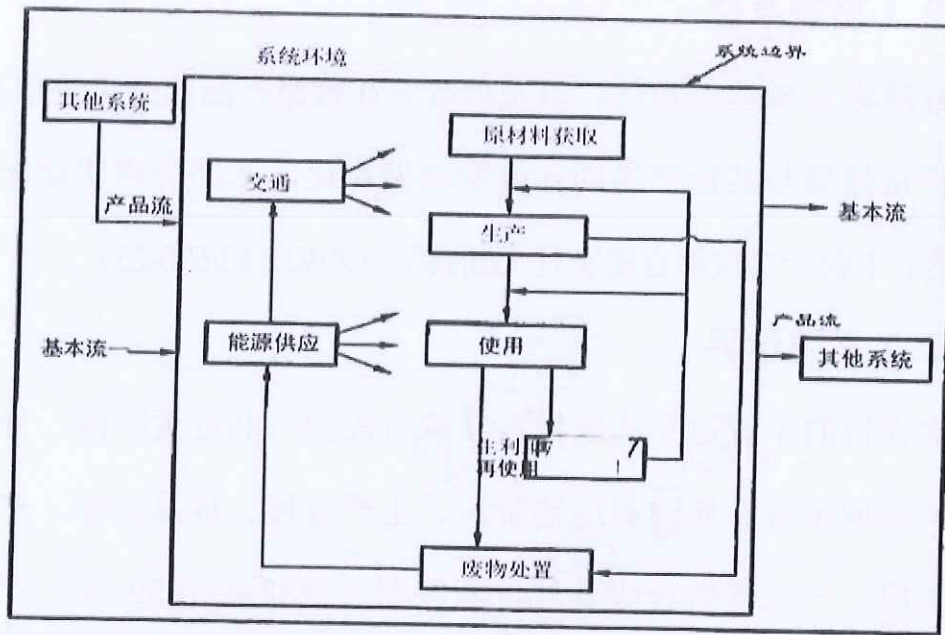 系统环境
系统边界
其他系统
原材料获取
交通
产品流
生产
基本流
基本流
能源供应
使用
产品流
其他系统
生利
再使用
废物处置